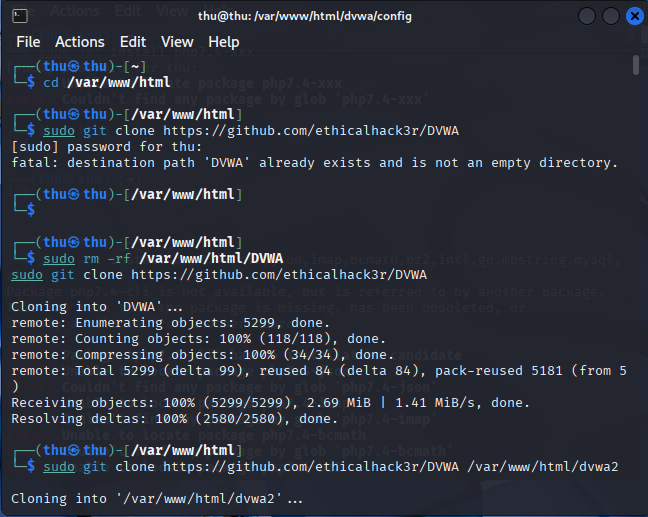 thu@thu: /var/www/html/dvwa/config
File Actions Edit View Help
┌──(thu㉿thu)-[~]
└─$ cd /var/www/html
┌──(thu㉿thu)-[/var/www/html]
└─$ sudo git clone https://github.com/ethicalhack3r/DVWA
[sudo] password for thu:
fatal: destination path 'DVWA' already exists and is not an empty directory.
┌──(thu㉿thu)-[/var/www/html]
└─$
┌──(thu㉿thu)-[/var/www/html]
└─$ sudo rm -rf /var/www/html/DVWA
sudo git clone https://github.com/ethicalhack3r/DVWA
Cloning into 'DVWA'...
remote: Enumerating objects: 5299, done.
remote: Counting objects: 100% (118/118), done.
remote: Compressing objects: 100% (34/34), done.
remote: Total 5299 (delta 99), reused 84 (delta 84), pack-reused 5181 (from 5
)
Receiving objects: 100% (5299/5299), 2.69 MiB | 1.41 MiB/s, done.
Resolving deltas: 100% (2580/2580), done.
┌──(thu㉿thu)-[/var/www/html]
└─$ sudo git clone https://github.com/ethicalhack3r/DVWA /var/www/html/dvwa2
Cloning into '/var/www/html/dvwa2'...